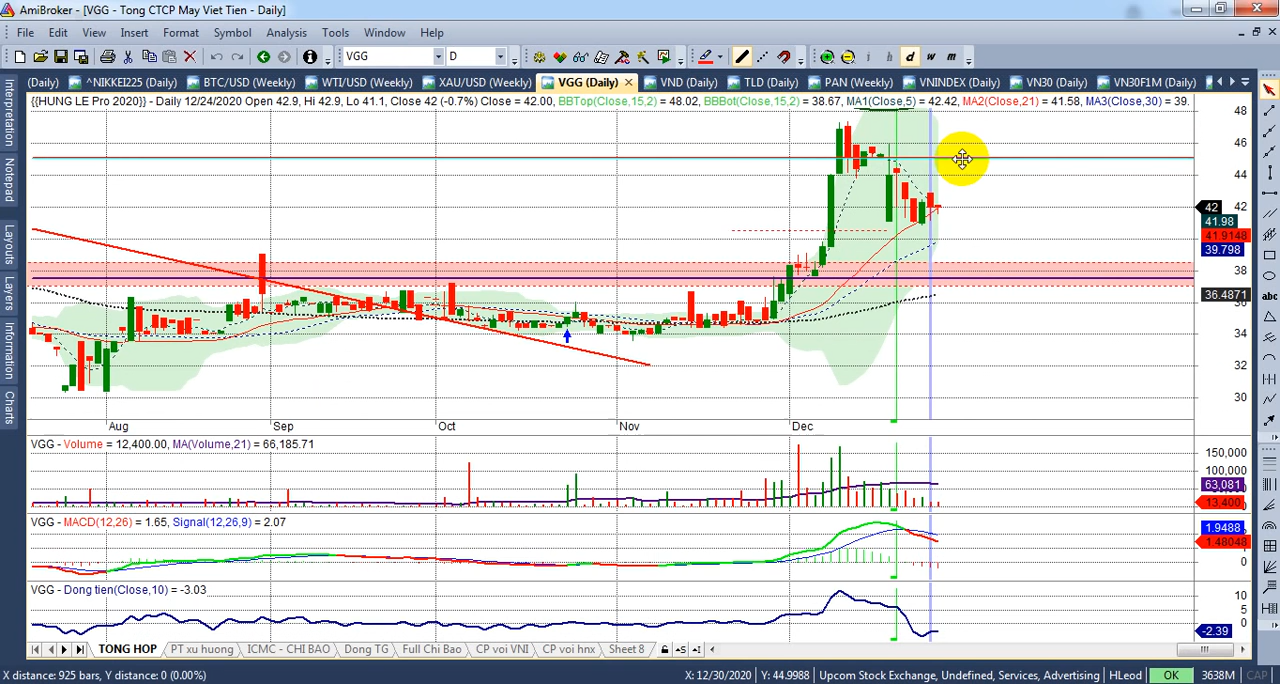 AmiBroker - [VGG - Tong CTCP May Viet Tien - Daily]
File Edit View Insert Format Symbol Analysis Tools Window Help
VGG D i h d w m
(Daily) ^NIKKEI225 (Daily) BTC/USD (Weekly) WTI/USD (Weekly) XAU/USD (Weekly) VGG (Daily) VND (Daily) TLD (Daily) PAN (Weekly) VNINDEX (Daily) VN30 (Daily) VN30F1M (Daily)
{{HUNG LE Pro 2020}} - Daily 12/24/2020 Open 42.9, Hi 42.9, Lo 41.1, Close 42 (-0.7%) Close = 42.00, BBTop(Close,15,2) = 48.02, BBBot(Close,15,2) = 38.67, MA1(Close,5) = 42.42, MA2(Close,21) = 41.58, MA3(Close,30) = 39.
Interpretation
Notepad
Layouts
Layers
Information
Charts
48
46
44
42
42
41.98
41.9148
39.798
38
36.4871
34
32
30
Aug Sep Oct Nov Dec
VGG - Volume = 12,400.00, MA(Volume,21) = 66,185.71
150,000
100,000
63,081
13,400
VGG - MACD(12,26) = 1.65, Signal(12,26,9) = 2.07
1.9488
1.48048
0
VGG - Dong tien(Close,10) = -3.03
10
5
0
-2.39
TONG HOP PT xu huong ICMC - CHI BAO Dong TG Full Chi Bao CP voi VNI CP voi hnx Sheet 8
X distance: 925 bars, Y distance: 0 (0.00%) X: 12/30/2020 Y: 44.9988 Upcom Stock Exchange, Undefined, Services, Advertising HLeod OK 3638M CAP
abc